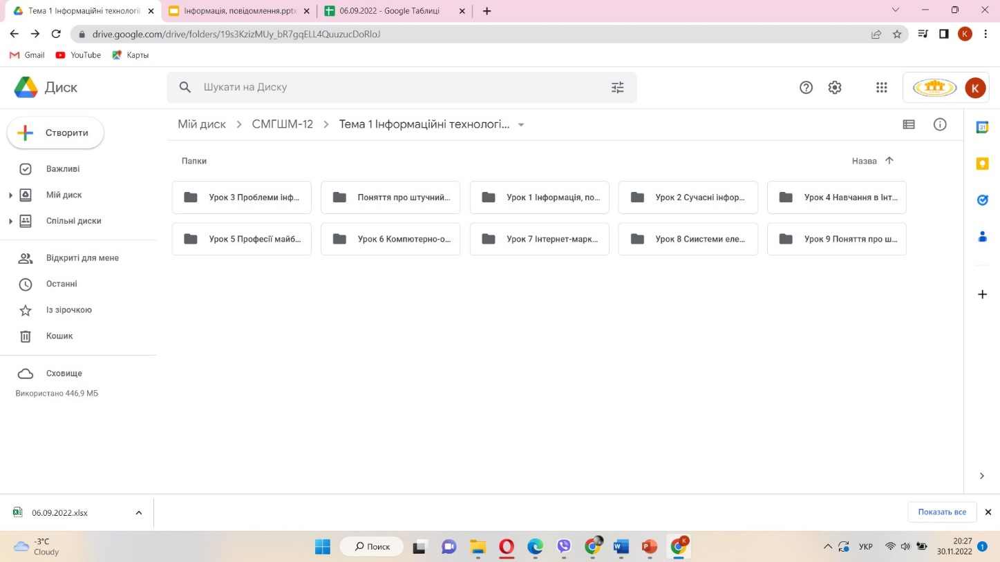 Тема 1 Інформаційні технології
Інформація, повідомлення.pptx
06.09.2022 - Google Таблиці
drive.google.com/drive/folders/19s3KzizMUy_bR7gqELL4QuuzucDoRIoJ
K
Gmail
YouTube
Карты
Диск
Шукати на Диску
K
Створити
Мій диск
СМГШМ-12
Тема 1 Інформаційні технологі...
31
Важливі
Мій диск
Спільні диски
Відкриті для мене
Останні
Із зірочкою
Кошик
Сховище
Використано 446,9 МБ
Папки
Назва
Урок 3 Проблеми інф...
Поняття про штучний...
Урок 1 Інформація, по...
Урок 2 Сучасні інфор...
Урок 4 Навчання в Інт...
Урок 5 Професії майб...
Урок 6 Компютерно-о...
Урок 7 Інтернет-марк...
Урок 8 Сиистеми еле...
Урок 9 Поняття про ш...
06.09.2022.xlsx
Показать все
-3°C
Cloudy
Поиск
W
P
K
УКР
20:27
30.11.2022
1